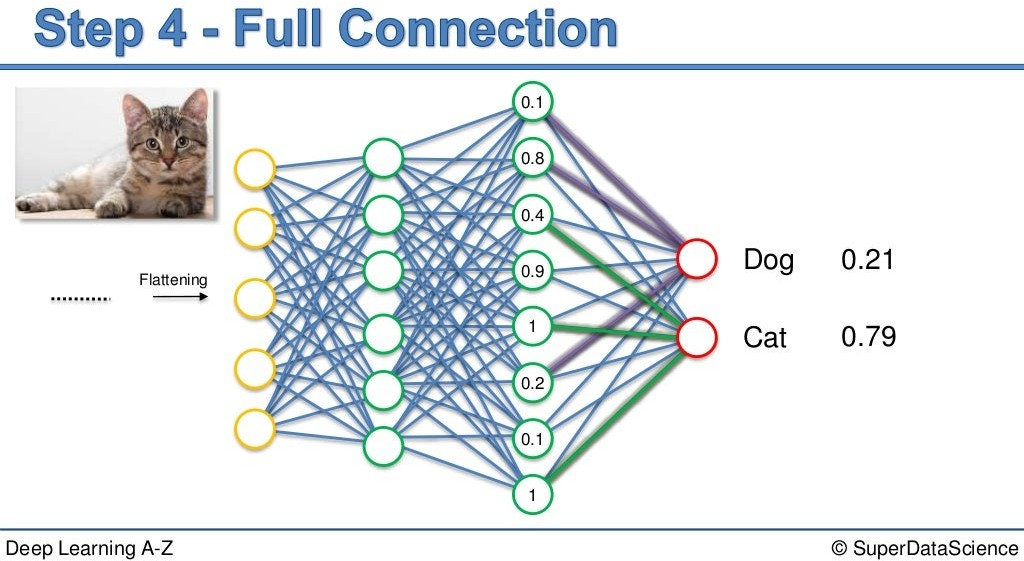 Step 4 - Full Connection
Flattening
0.1
0.8
0.4
0.9
1
0.2
0.1
1
Dog 0.21
Cat 0.79
Deep Learning A-Z
© SuperDataScience